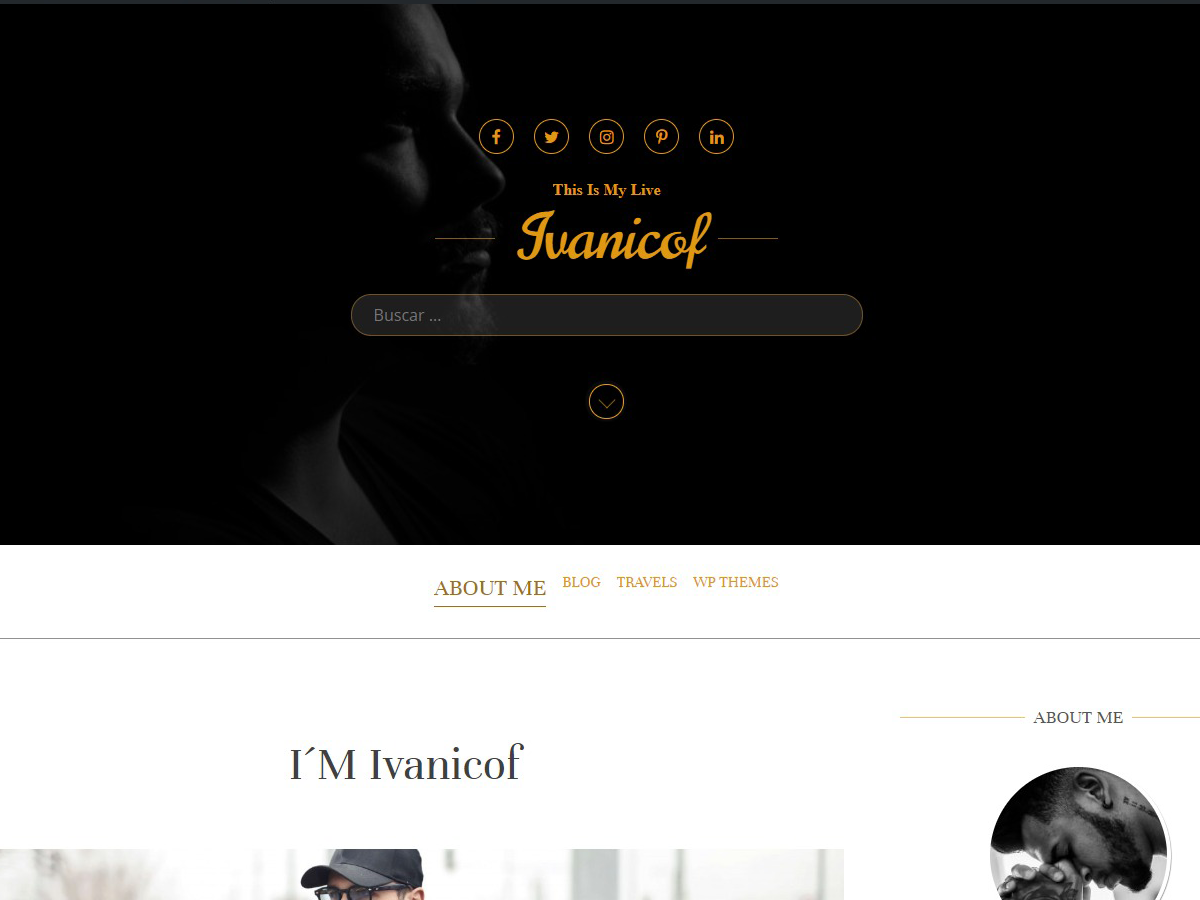 This Is My Live
Ivanicof
Buscar ...
ABOUT ME BLOG TRAVELS WP THEMES
ABOUT ME
I´M Ivanicof